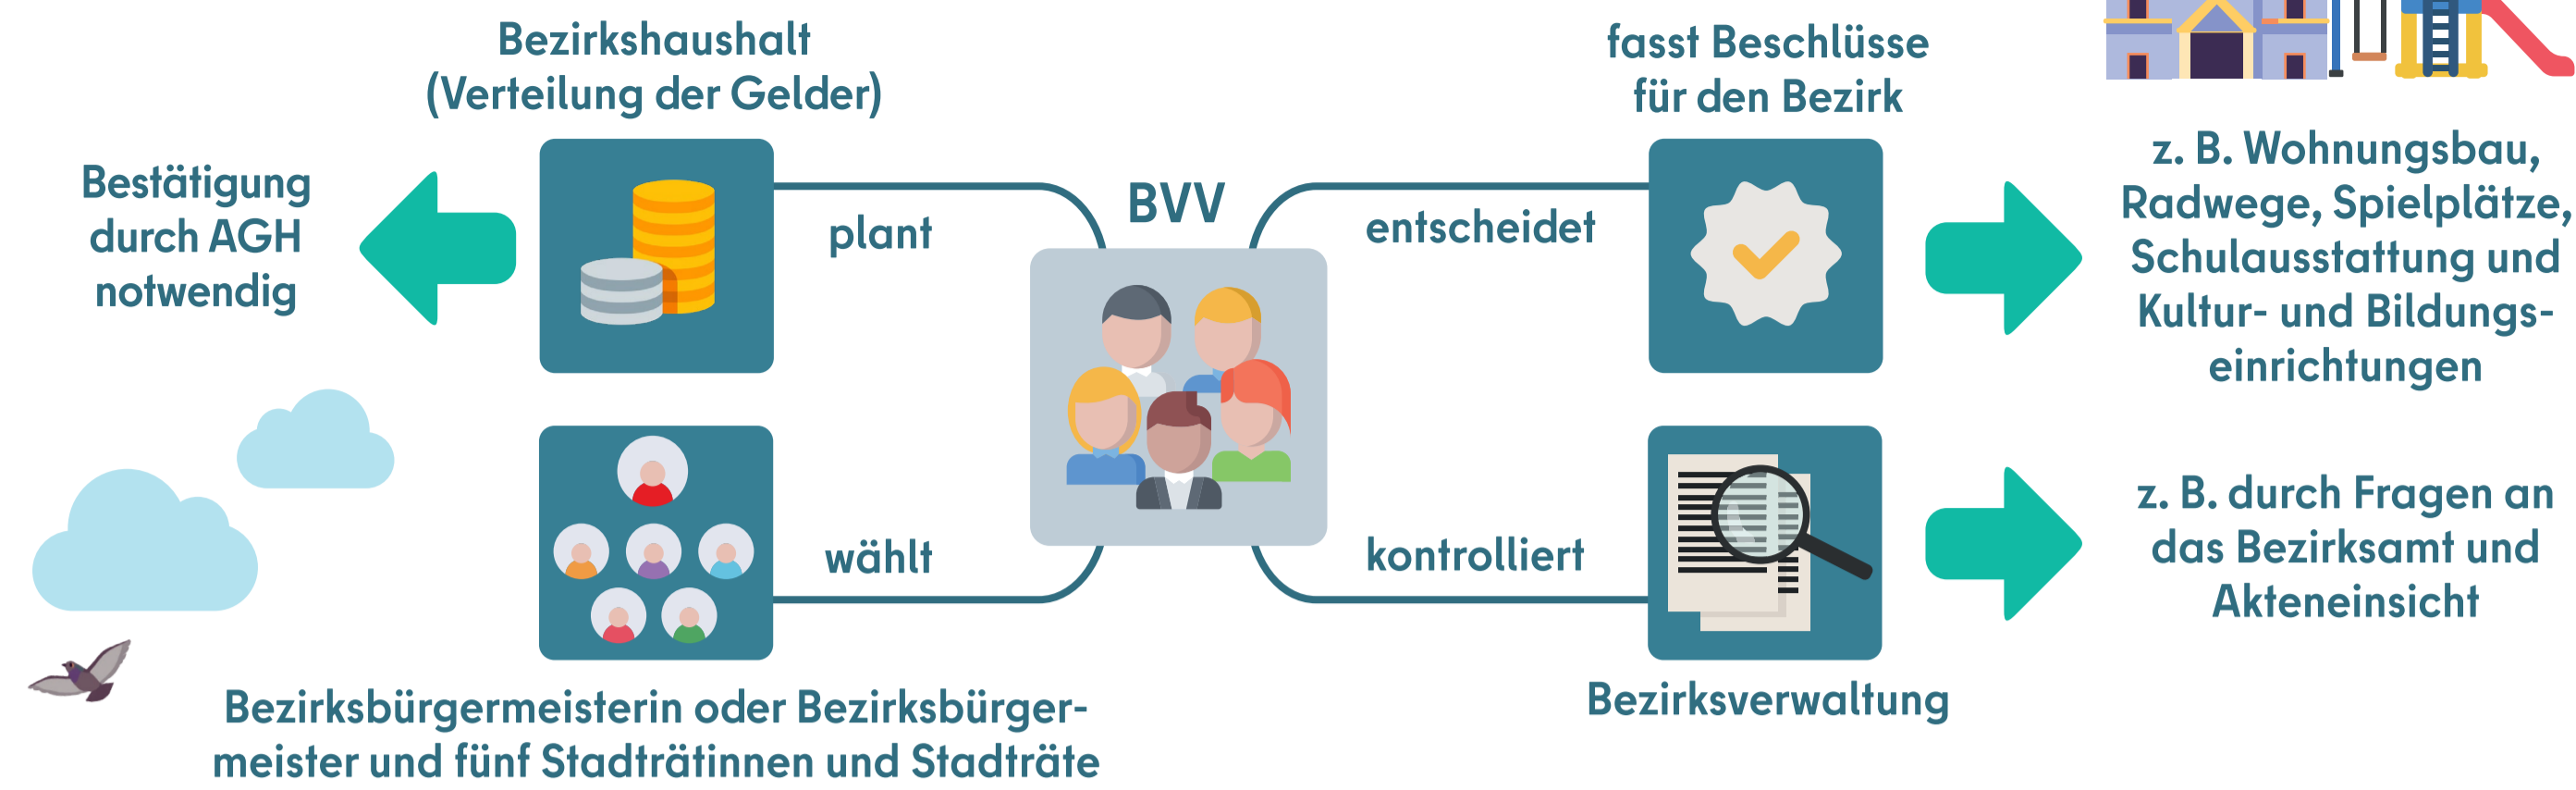 Bezirkshaushalt
(Verteilung der Gelder)
Bestätigung
durch AGH
notwendig
plant
BVV
entscheidet
fasst Beschlüsse
für den Bezirk
z. B. Wohnungsbau,
Radwege, Spielplätze,
Schulausstattung und
Kultur- und Bildungs-
einrichtungen
wählt
Bezirksbürgermeisterin oder Bezirksbürger-
meister und fünf Stadträtinnen und Stadträte
kontrolliert
Bezirksverwaltung
z. B. durch Fragen an
das Bezirksamt und
Akteneinsicht